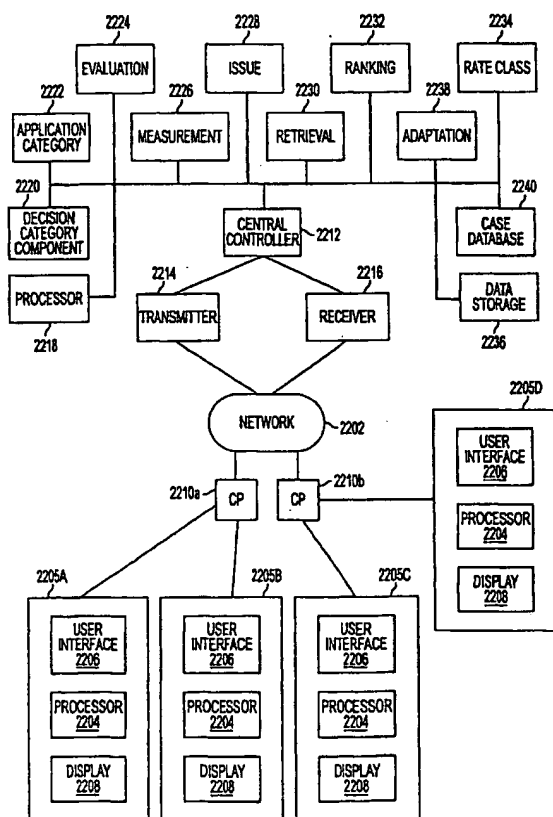 2224
2228
2232
2234
EVALUATION
ISSUE
RANKING
RATE CLASS
2222
2226
2230
2238
APPLICATION
CATEGORY
MEASUREMENT
RETRIEVAL
ADAPTATION
2220
2240
DECISION
CATEGORY
COMPONENT
CENTRAL
CONTROLLER
2212
CASE
DATABASE
2214
2216
PROCESSOR
TRANSMITTER
RECEIVER
DATA
STORAGE
2218
2236
2205D
NETWORK
2202
USER
INTERFACE
2206
2210a
CP
CP
2210b
PROCESSOR
2204
DISPLAY
2208
2205A
2205B
2205C
USER
INTERFACE
2206
USER
INTERFACE
2206
USER
INTERFACE
2206
PROCESSOR
2204
PROCESSOR
2204
PROCESSOR
2204
DISPLAY
2208
DISPLAY
2208
DISPLAY
2208